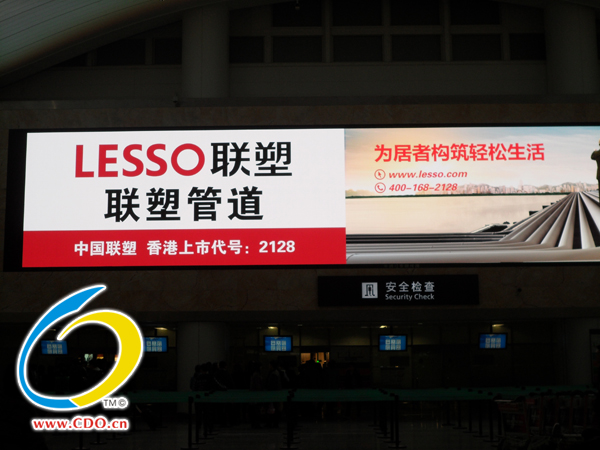 LESSO联塑
联塑管道
中国联塑 香港上市代号：2128
为居者构筑轻松生活
www.lesso.com
400-168-2128
安全检查
Security Check
TM©
www.CDO.cn